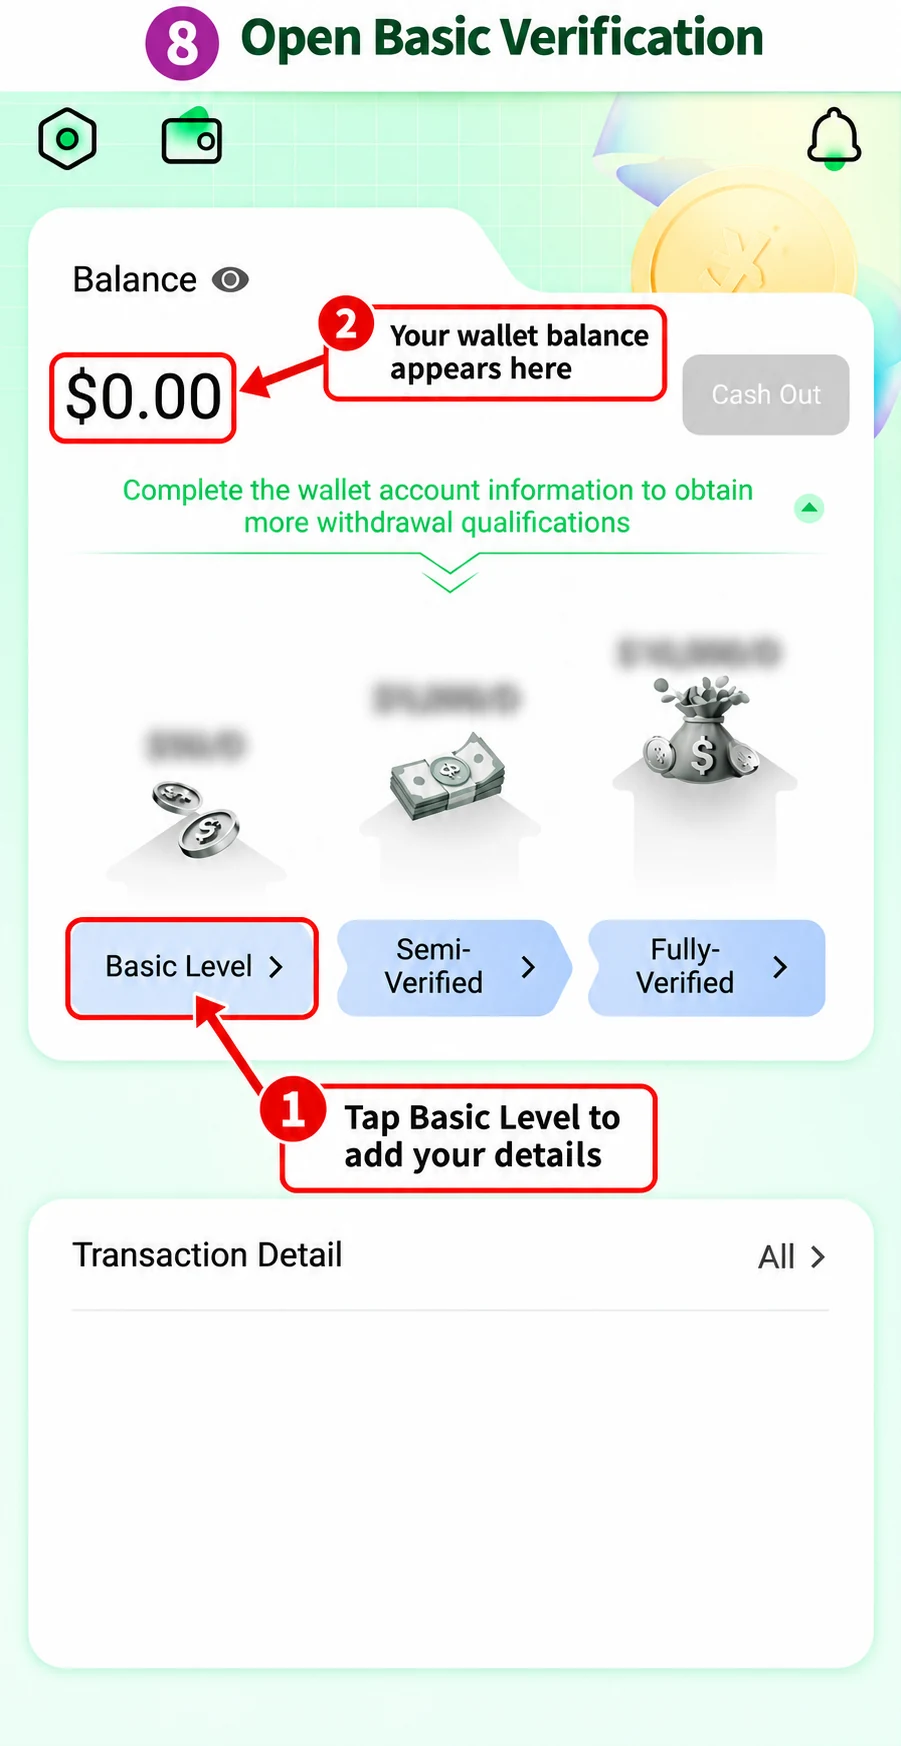 8 Open Basic Verification
Balance
2
Your wallet balance
appears here
$0.00
Cash Out
Complete the wallet account information to obtain
more withdrawal qualifications
Basic Level
Semi-
Verified
Fully-
Verified
1
Tap Basic Level to
add your details
Transaction Detail
All